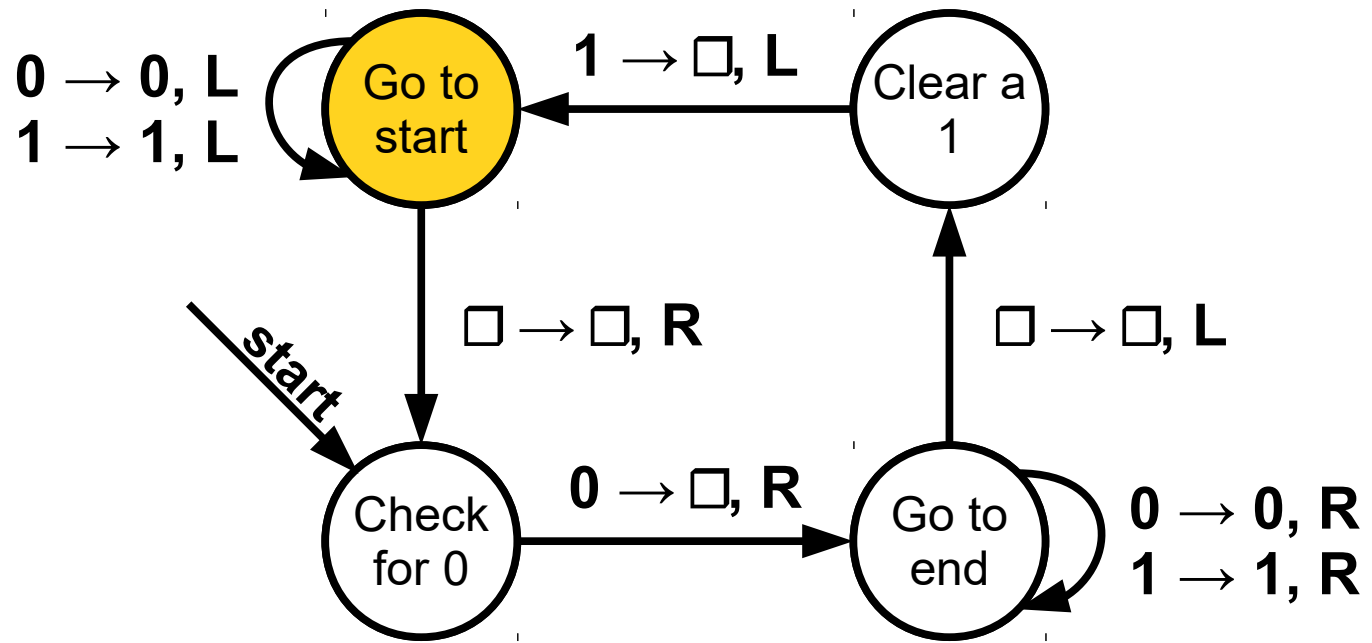 0 → 0, L
1 → 1, L
Go to
start
1 → ☐, L
Clear a
1
☐ → ☐, R
☐ → ☐, L
start
Check
for 0
0 → ☐, R
Go to
end
0 → 0, R
1 → 1, R